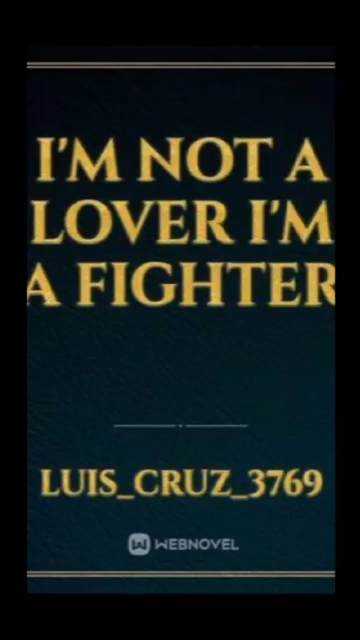 I'M NOT A
LOVER I'M
A FIGHTER
LUIS_CRUZ_3769
WEBNOVEL